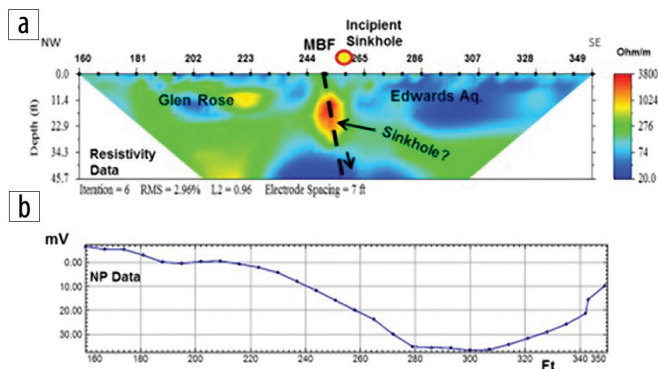 a
NW
MBF
Incipient
Sinkhole
SE
Ohm/m
160 181 202 223 244 265 286 307 328 349
0.0
11.4
22.9
34.3
45.7
Depth (ft)
Glen Rose
Edwards Aq.
Sinkhole?
Resistivity
Data
3800
1024
276
74
20.0
Iteration = 6 RMS = 2.96% L2 = 0.96 Electrode Spacing = 7 ft
b
mV
NP Data
0.00
10.00
20.00
30.00
160 180 200 220 240 260 280 300 320 340 350
Ft